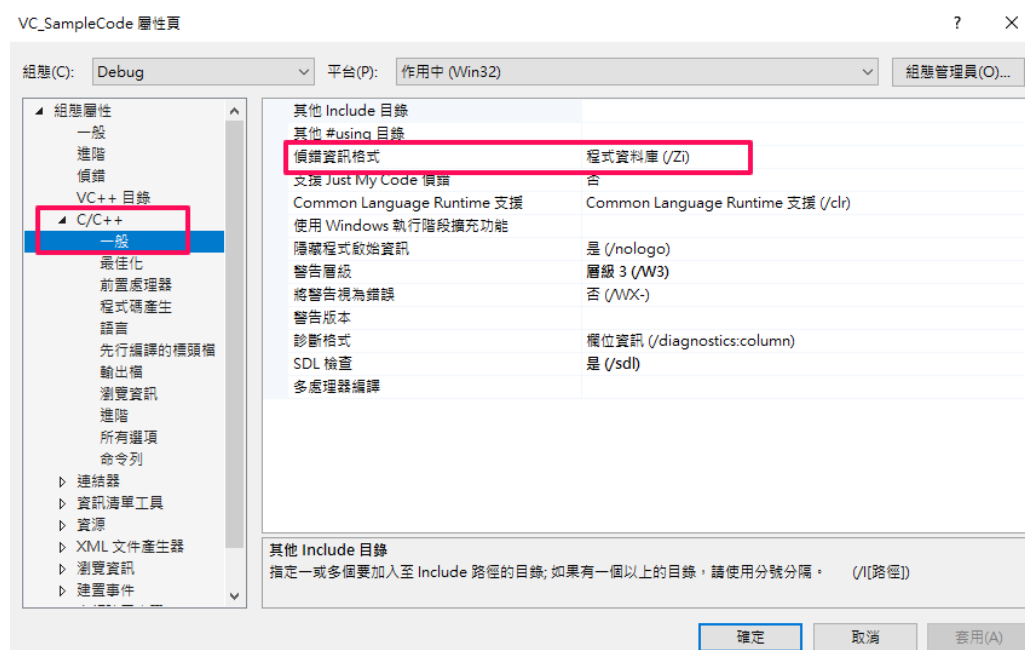 VC_SampleCode 屬性頁
?
組態(C): Debug 平台(P): 作用中 (Win32) 組態管理員(O)...
組態屬性
一般
進階
偵錯
VC++ 目錄
C/C++
一般
最佳化
前置處理器
程式碼產生
語言
先行編譯的標頭檔
輸出檔
瀏覽資訊
進階
所有選項
命令列
連結器
資訊清單工具
資源
XML 文件產生器
瀏覽資訊
建置事件
其他 Include 目錄
其他 #using 目錄
偵錯資訊格式 程式資料庫 (/Zi)
支援 Just My Code 偵錯 否
Common Language Runtime 支援 Common Language Runtime 支援 (/clr)
使用 Windows 執行階段擴充功能
隱藏程式啟始資訊 是 (/nologo)
警告層級 層級 3 (/W3)
將警告視為錯誤 否 (/WX-)
警告版本
診斷格式 欄位資訊 (/diagnostics:column)
SDL 檢查 是 (/sdl)
多處理器編譯
其他 Include 目錄
指定一或多個要加入至 Include 路徑的目錄; 如果有一個以上的目錄，請使用分號分隔。 (/I[路徑])
確定 取消 套用(A)